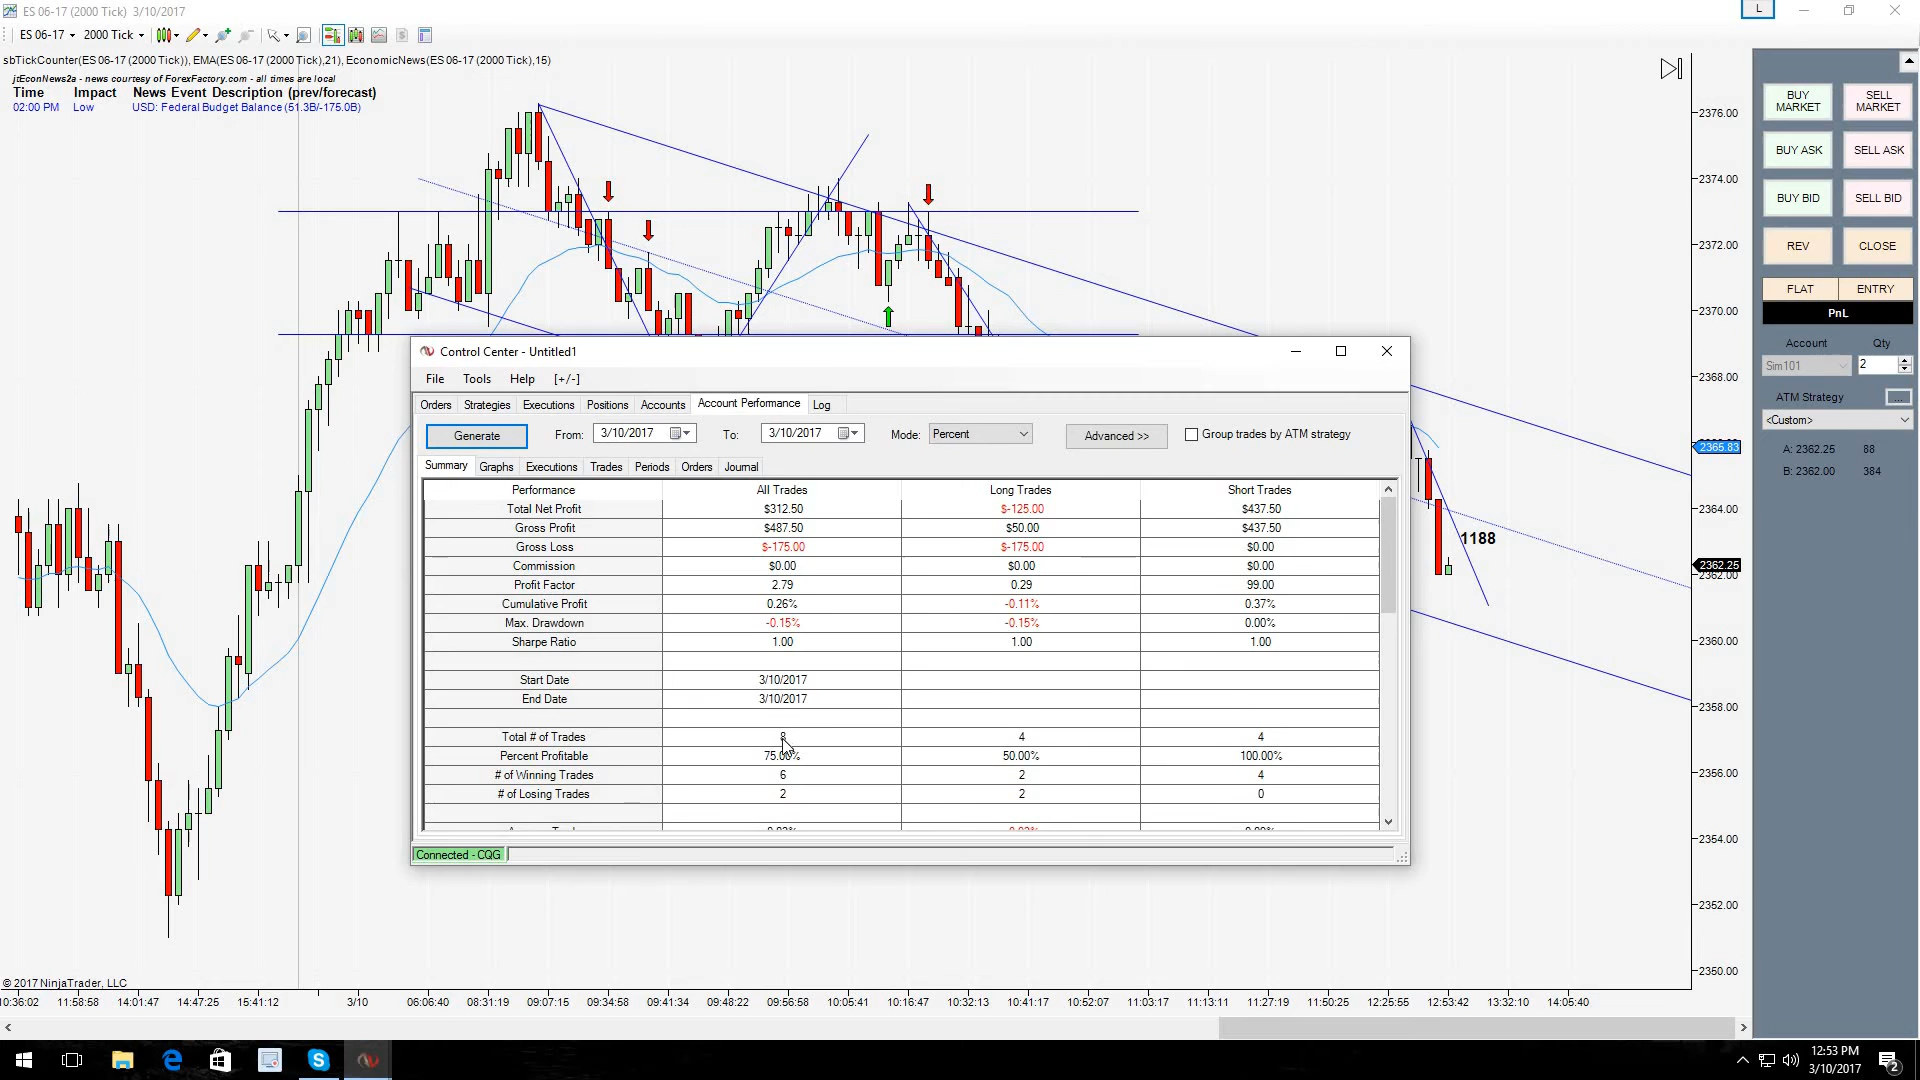 ES 06-17 (2000 Tick) 3/10/2017
L
ES 06-17 2000 Tick
sbTickCounter(ES 06-17 (2000 Tick)), EMA(ES 06-17 (2000 Tick),21), EconomicNews(ES 06-17 (2000 Tick),15)
jtEconNews2a - news courtesy of ForexFactory.com - all times are local
Time Impact News Event Description (prev/forecast)
02:00 PM Low USD: Federal Budget Balance (51.3B/-175.0B)
BUY MARKET SELL MARKET
BUY ASK SELL ASK
BUY BID SELL BID
REV CLOSE
FLAT ENTRY
PnL
Account Qty
Sim101 2
ATM Strategy ...
<Custom>
A: 2362.25 88
B: 2362.00 384
2376.00
2374.00
2372.00
2370.00
2368.00
2365.83
2364.00
2362.25
2362.00
2360.00
2358.00
2356.00
2354.00
2352.00
2350.00
1188
Control Center - Untitled1
File Tools Help [+/-]
Orders Strategies Executions Positions Accounts Account Performance Log
Generate From: 3/10/2017 To: 3/10/2017 Mode: Percent Advanced >> Group trades by ATM strategy
Summary Graphs Executions Trades Periods Orders Journal
Performance All Trades Long Trades Short Trades
Total Net Profit $312.50 $-125.00 $437.50
Gross Profit $487.50 $50.00 $437.50
Gross Loss $-175.00 $-175.00 $0.00
Commission $0.00 $0.00 $0.00
Profit Factor 2.79 0.29 99.00
Cumulative Profit 0.26% -0.11% 0.37%
Max. Drawdown -0.15% -0.15% 0.00%
Sharpe Ratio 1.00 1.00 1.00
Start Date 3/10/2017
End Date 3/10/2017
Total # of Trades 8 4 4
Percent Profitable 75.00% 50.00% 100.00%
# of Winning Trades 6 2 4
# of Losing Trades 2 2 0
Connected - CQG
© 2017 NinjaTrader, LLC
10:36:02 11:58:58 14:01:47 14:47:25 15:41:12 3/10 06:06:40 08:31:19 09:07:15 09:34:58 09:41:34 09:48:22 09:56:58 10:05:41 10:16:47 10:32:13 10:41:17 10:52:07 11:03:17 11:13:11 11:27:19 11:50:25 12:25:55 12:53:42 13:32:10 14:05:40
12:53 PM
3/10/2017
2